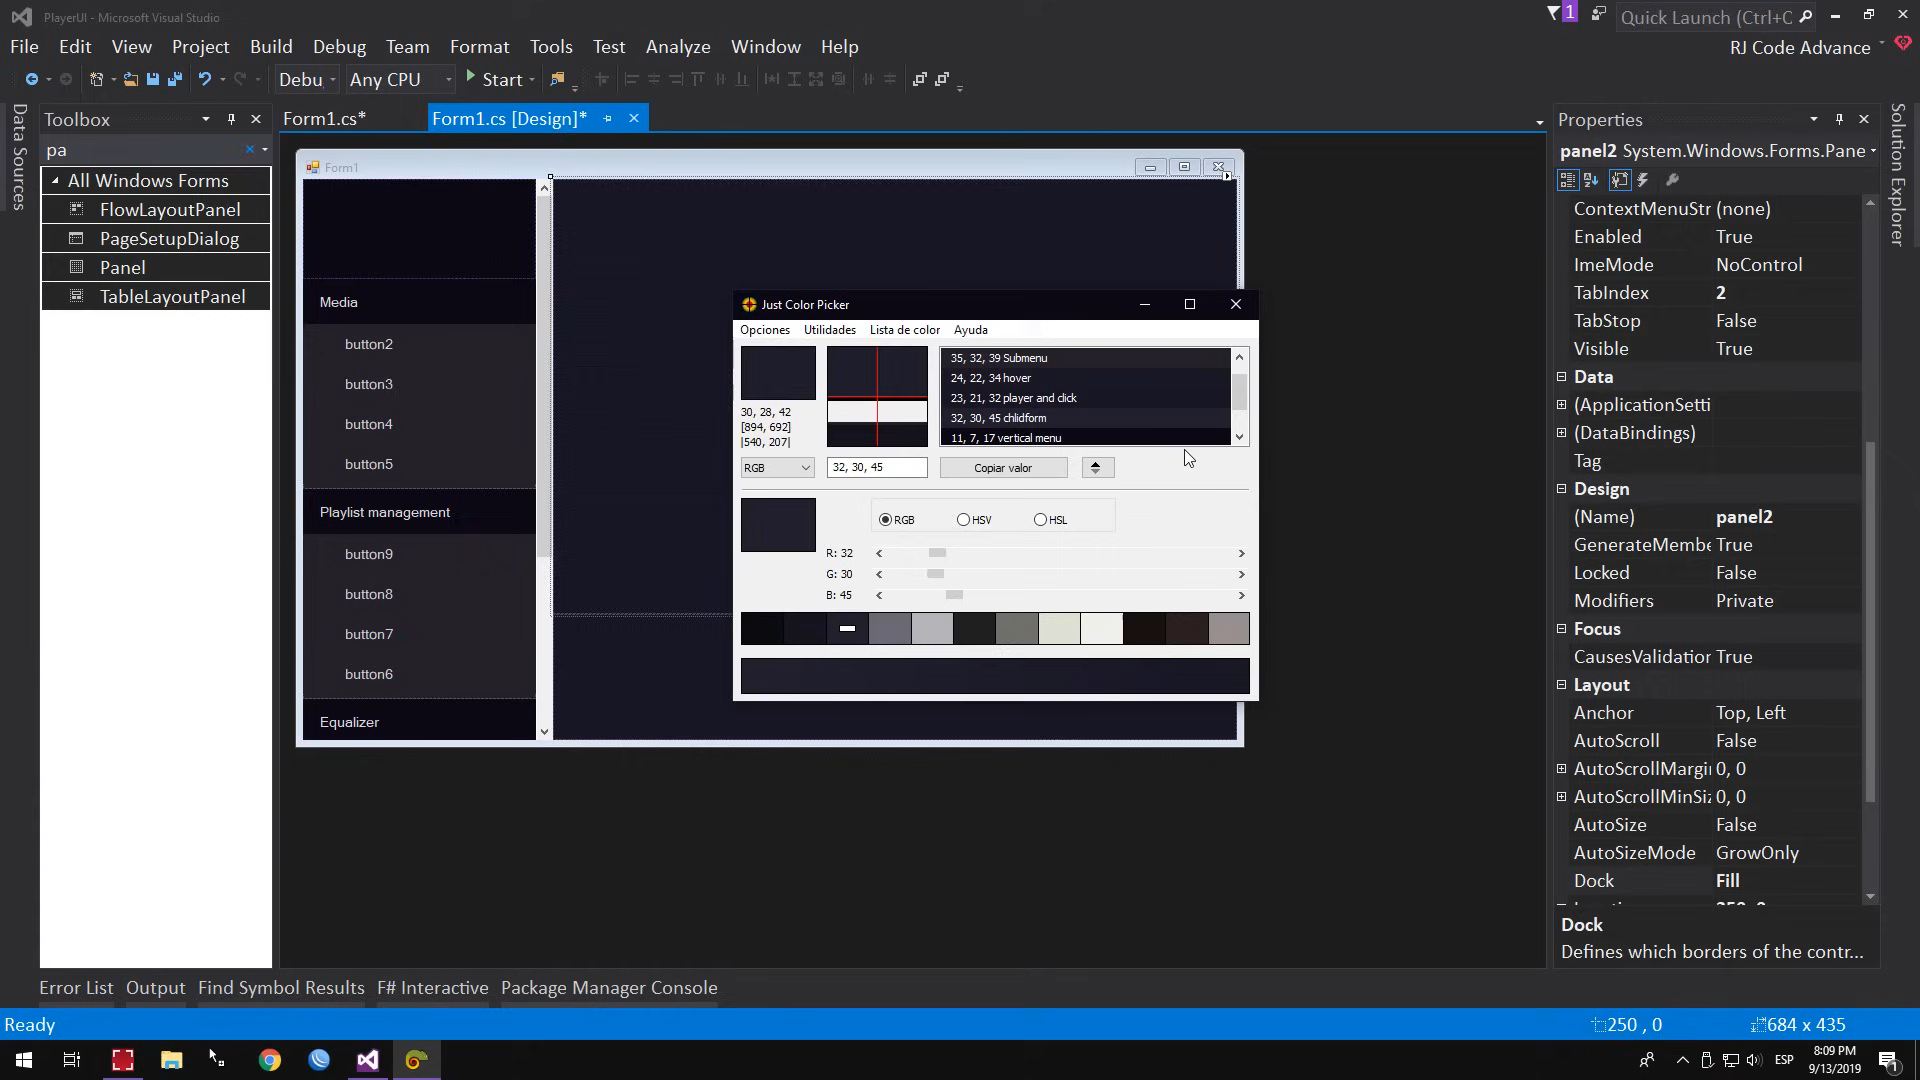 PlayerUI - Microsoft Visual Studio
1
Quick Launch (Ctrl+Q
File Edit View Project Build Debug Team Format Tools Test Analyze Window Help
RJ Code Advance
Debu
Any CPU
Start
Data Sources
Toolbox
Form1.cs*
Form1.cs [Design]*
Properties
Solution Explorer
pa
panel2 System.Windows.Forms.Pane
All Windows Forms
FlowLayoutPanel
PageSetupDialog
Panel
TableLayoutPanel
Form1
Media
button2
button3
button4
button5
Playlist management
button9
button8
button7
button6
Equalizer
Just Color Picker
Opciones Utilidades Lista de color Ayuda
35, 32, 39 Submenu
24, 22, 34 hover
23, 21, 32 player and click
32, 30, 45 chlidform
11, 7, 17 vertical menu
30, 28, 42
[894, 692]
|540, 207|
RGB
32, 30, 45
Copiar valor
RGB HSV HSL
R: 32
G: 30
B: 45
ContextMenuStr (none)
Enabled True
ImeMode NoControl
TabIndex 2
TabStop False
Visible True
Data
(ApplicationSetti
(DataBindings)
Tag
Design
(Name) panel2
GenerateMembe True
Locked False
Modifiers Private
Focus
CausesValidation True
Layout
Anchor Top, Left
AutoScroll False
AutoScrollMargi 0, 0
AutoScrollMinSiz 0, 0
AutoSize False
AutoSizeMode GrowOnly
Dock Fill
Dock
Defines which borders of the contr...
Error List Output Find Symbol Results F# Interactive Package Manager Console
Ready
250 , 0
684 x 435
ESP
8:09 PM
9/13/2019
1